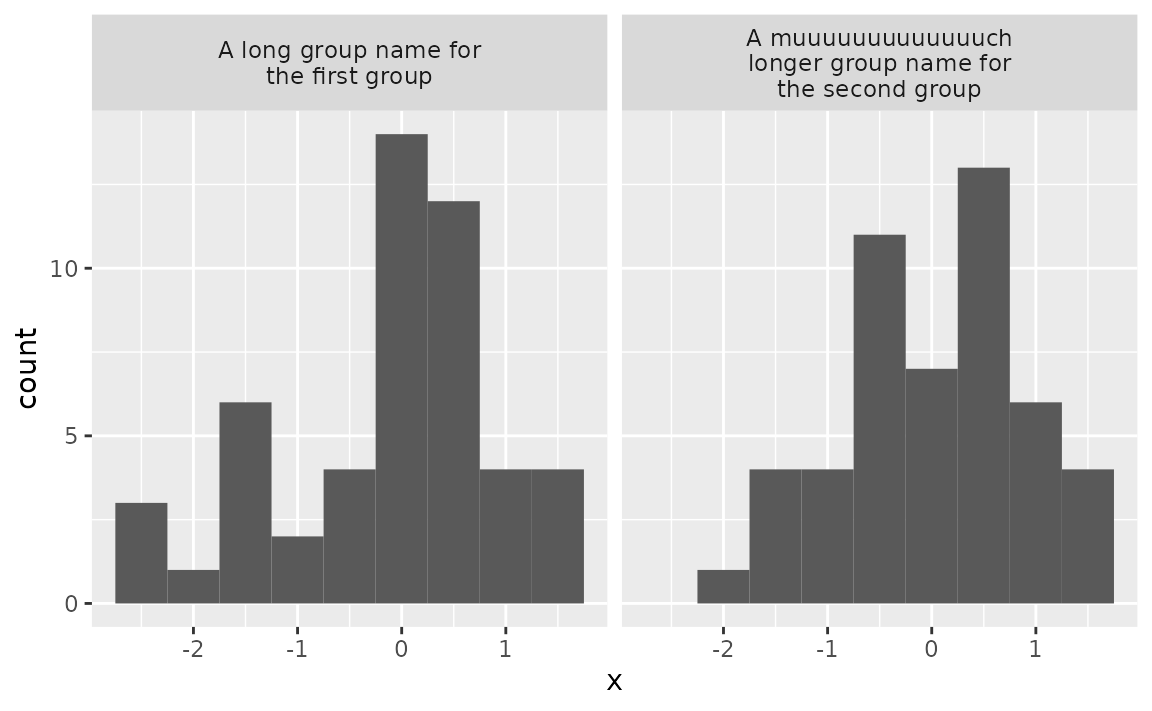 A long group name for
the first group
A muuuuuuuuuuuuuch
longer group name for
the second group
count
10
5
0
-2
-1
0
1
-2
-1
0
1
x